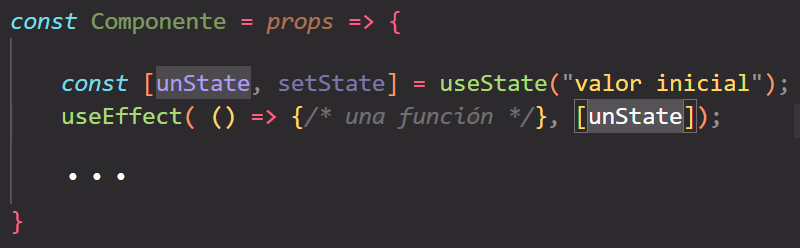 const Componente = props => {
const [unState, setState] = useState("valor inicial");
useEffect( () => {/* una función */}, [unState]);
...
}